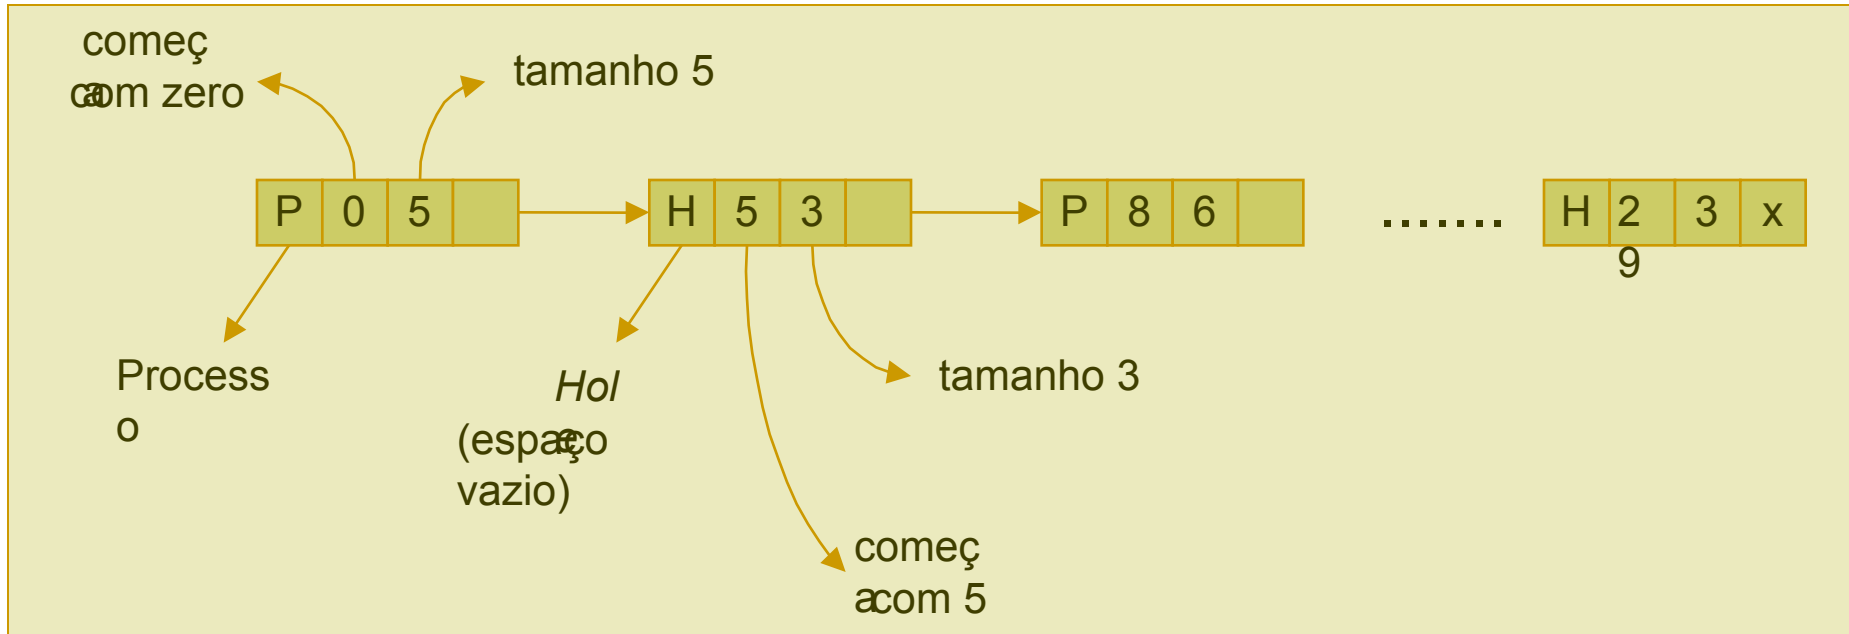 começ
a
com zero
tamanho 5
P 0 5
H 5 3
P 8 6
.......
H 2 3 x
9
Process
o
Hol
e
(espaço
vazio)
tamanho 3
começ
a
com 5